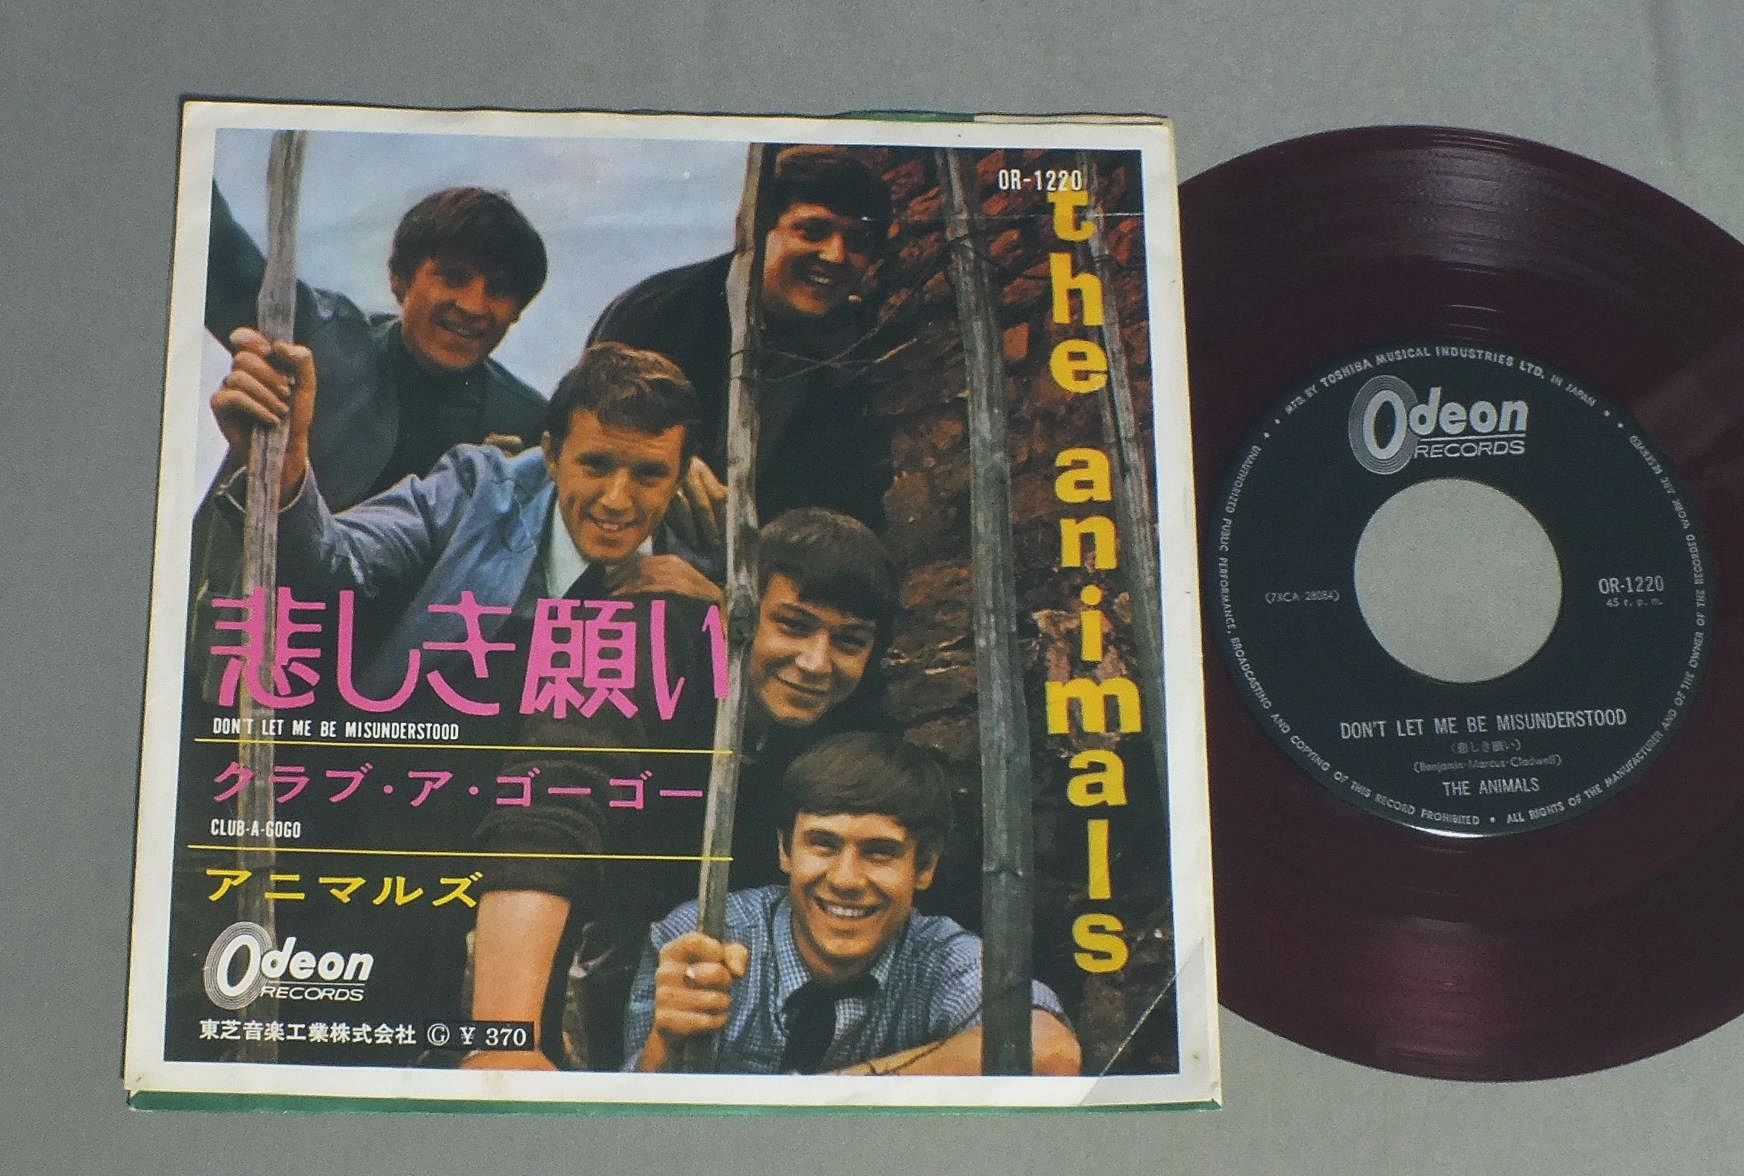 OR-1220
the animals
悲しき願い
DON'T LET ME BE MISUNDERSTOOD
クラブ・ア・ゴーゴー
CLUB-A-GOGO
アニマルズ
Odeon
RECORDS
東芝音楽工業株式会社 Ⓖ ¥ 370
MFD. BY TOSHIBA MUSICAL INDUSTRIES LTD. IN JAPAN
Odeon
RECORDS
(7XCA-28084)
OR-1220
45 r. p. m.
DON'T LET ME BE MISUNDERSTOOD
(悲しき願い)
(Benjamin-Marcus-Cladwell)
THE ANIMALS
UNAUTHORIZED PUBLIC PERFORMANCE, BROADCASTING AND COPYING OF THIS RECORD PROHIBITED • ALL RIGHTS OF THE MANUFACTURER AND OF THE OWNER OF THE RECORDED WORK ARE RESERVED